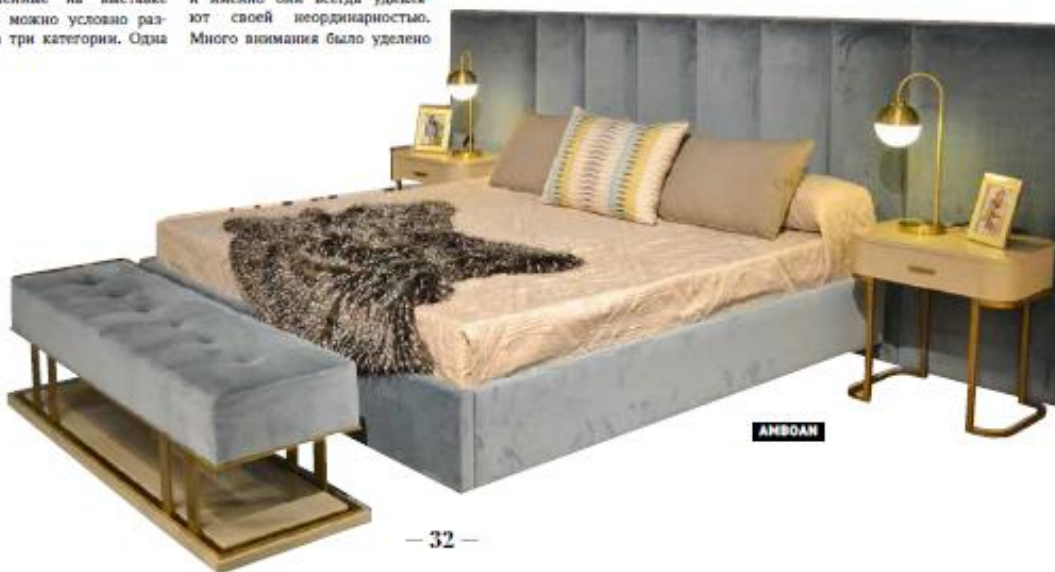 можно условно раз-
три категории. Одна
ют своей неординарностью.
Много внимания было уделено
AMBOAN
— 32 —